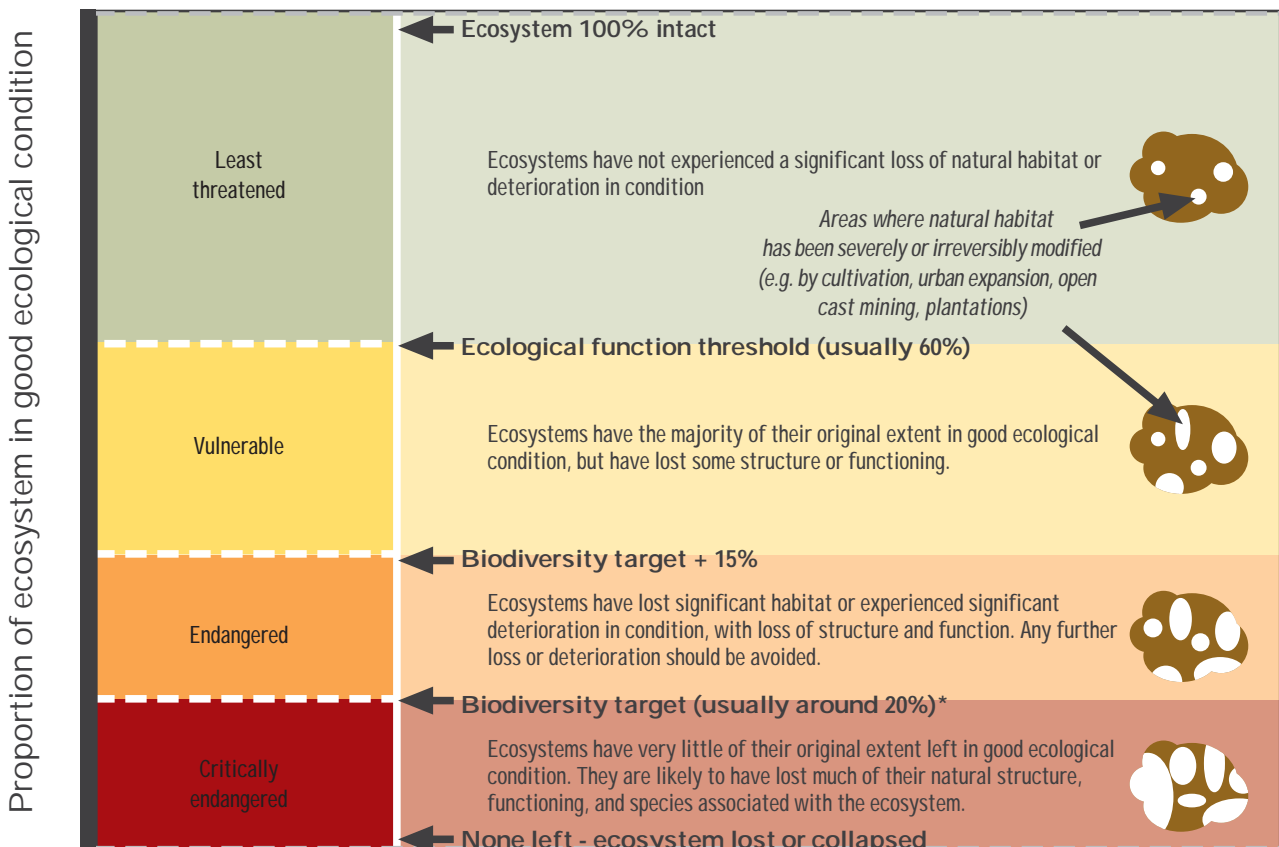 Proportion of ecosystem in good ecological condition
Ecosystem 100% intact
Least
threatened
Ecosystems have not experienced a significant loss of natural habitat or
deterioration in condition
Areas where natural habitat
has been severely or irreversibly modified
(e.g. by cultivation, urban expansion, open
cast mining, plantations)
Ecological function threshold (usually 60%)
Vulnerable
Ecosystems have the majority of their original extent in good ecological
condition, but have lost some structure or functioning.
Biodiversity target + 15%
Endangered
Ecosystems have lost significant habitat or experienced significant
deterioration in condition, with loss of structure and function. Any further
loss or deterioration should be avoided.
Biodiversity target (usually around 20%)*
Critically
endangered
Ecosystems have very little of their original extent left in good ecological
condition. They are likely to have lost much of their natural structure,
functioning, and species associated with the ecosystem.
None left - ecosystem lost or collapsed